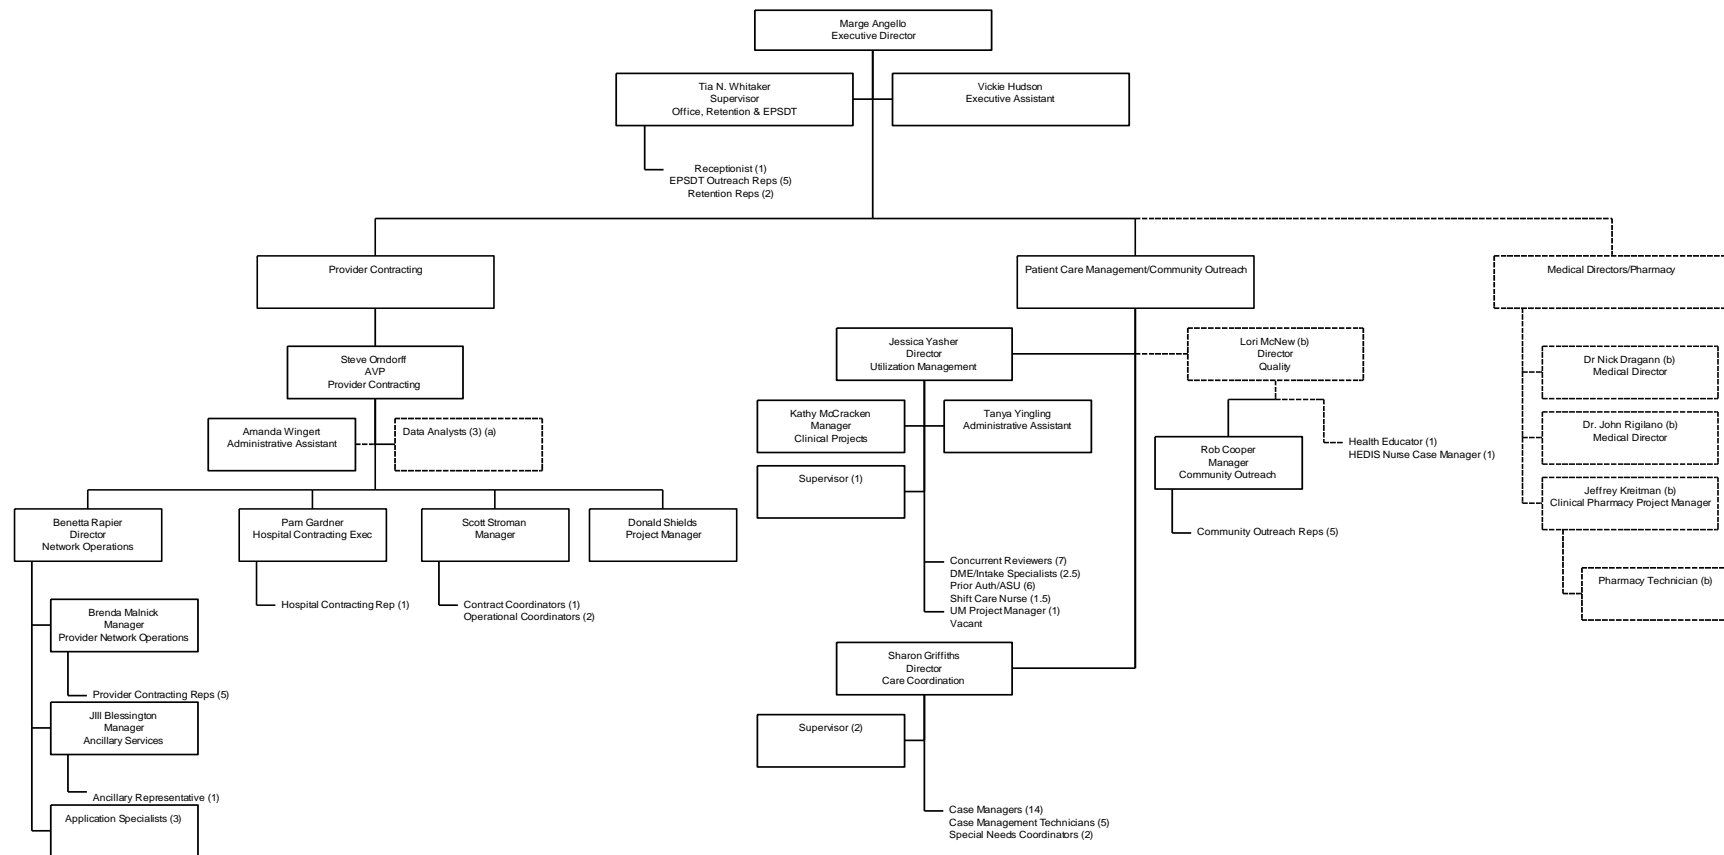 Marge Angello
Executive Director
Tia N. Whitaker
Supervisor
Office, Retention & EPSDT
Vickie Hudson
Executive Assistant
Receptionist (1)
EPSDT Outreach Reps (5)
Retention Reps (2)
Provider Contracting
Patient Care Management/Community Outreach
Medical Directors/Pharmacy
Steve Orndorff
AVP
Provider Contracting
Amanda Wingert
Administrative Assistant
Data Analysts (3) (a)
Benetta Rapier
Director
Network Operations
Pam Gardner
Hospital Contracting Exec
Scott Stroman
Manager
Donald Shields
Project Manager
Hospital Contracting Rep (1)
Contract Coordinators (1)
Operational Coordinators (2)
Brenda Malnick
Manager
Provider Network Operations
Provider Contracting Reps (5)
JIll Blessington
Manager
Ancillary Services
Ancillary Representative (1)
Application Specialists (3)
Jessica Yasher
Director
Utilization Management
Kathy McCracken
Manager
Clinical Projects
Tanya Yingling
Administrative Assistant
Supervisor (1)
Concurrent Reviewers (7)
DME/Intake Specialists (2.5)
Prior Auth/ASU (6)
Shift Care Nurse (1.5)
UM Project Manager (1)
Vacant
Sharon Griffiths
Director
Care Coordination
Supervisor (2)
Case Managers (14)
Case Management Technicians (5)
Special Needs Coordinators (2)
Lori McNew (b)
Director
Quality
Rob Cooper
Manager
Community Outreach
Health Educator (1)
HEDIS Nurse Case Manager (1)
Community Outreach Reps (5)
Dr Nick Dragann (b)
Medical Director
Dr. John Rigilano (b)
Medical Director
Jeffrey Kreitman (b)
Clinical Pharmacy Project Manager
Pharmacy Technician (b)